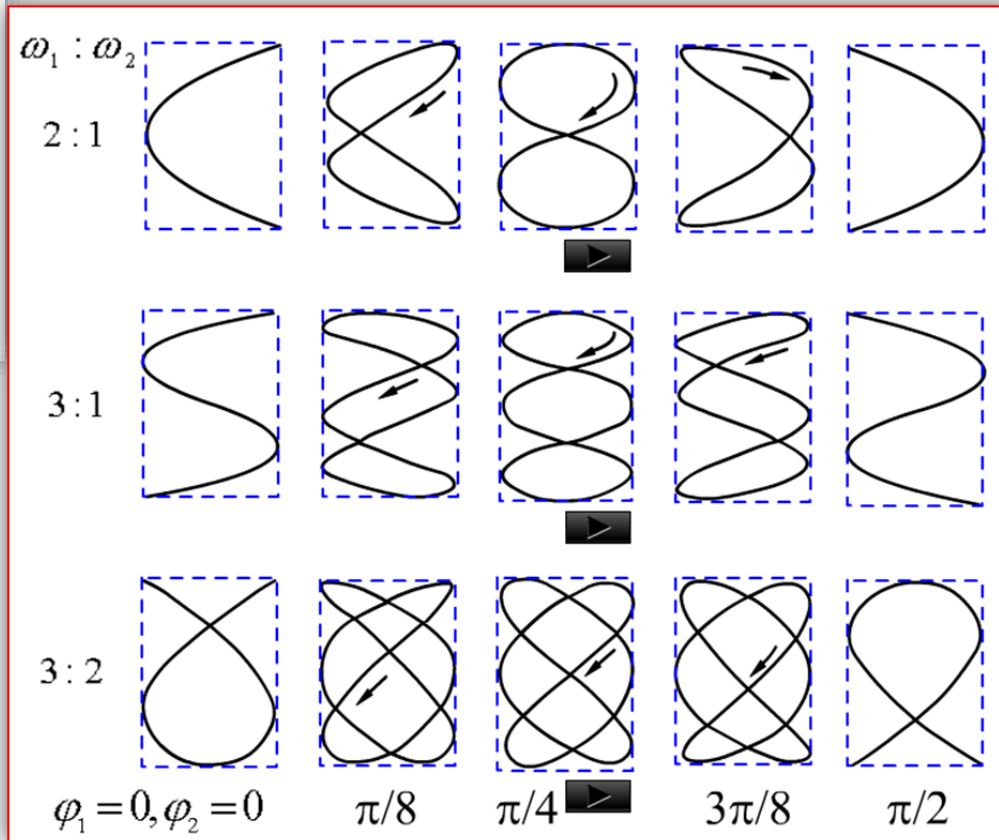 ω₁ : ω₂
2 : 1
3 : 1
3 : 2
φ₁ = 0, φ₂ = 0 π/8 π/4 3π/8 π/2